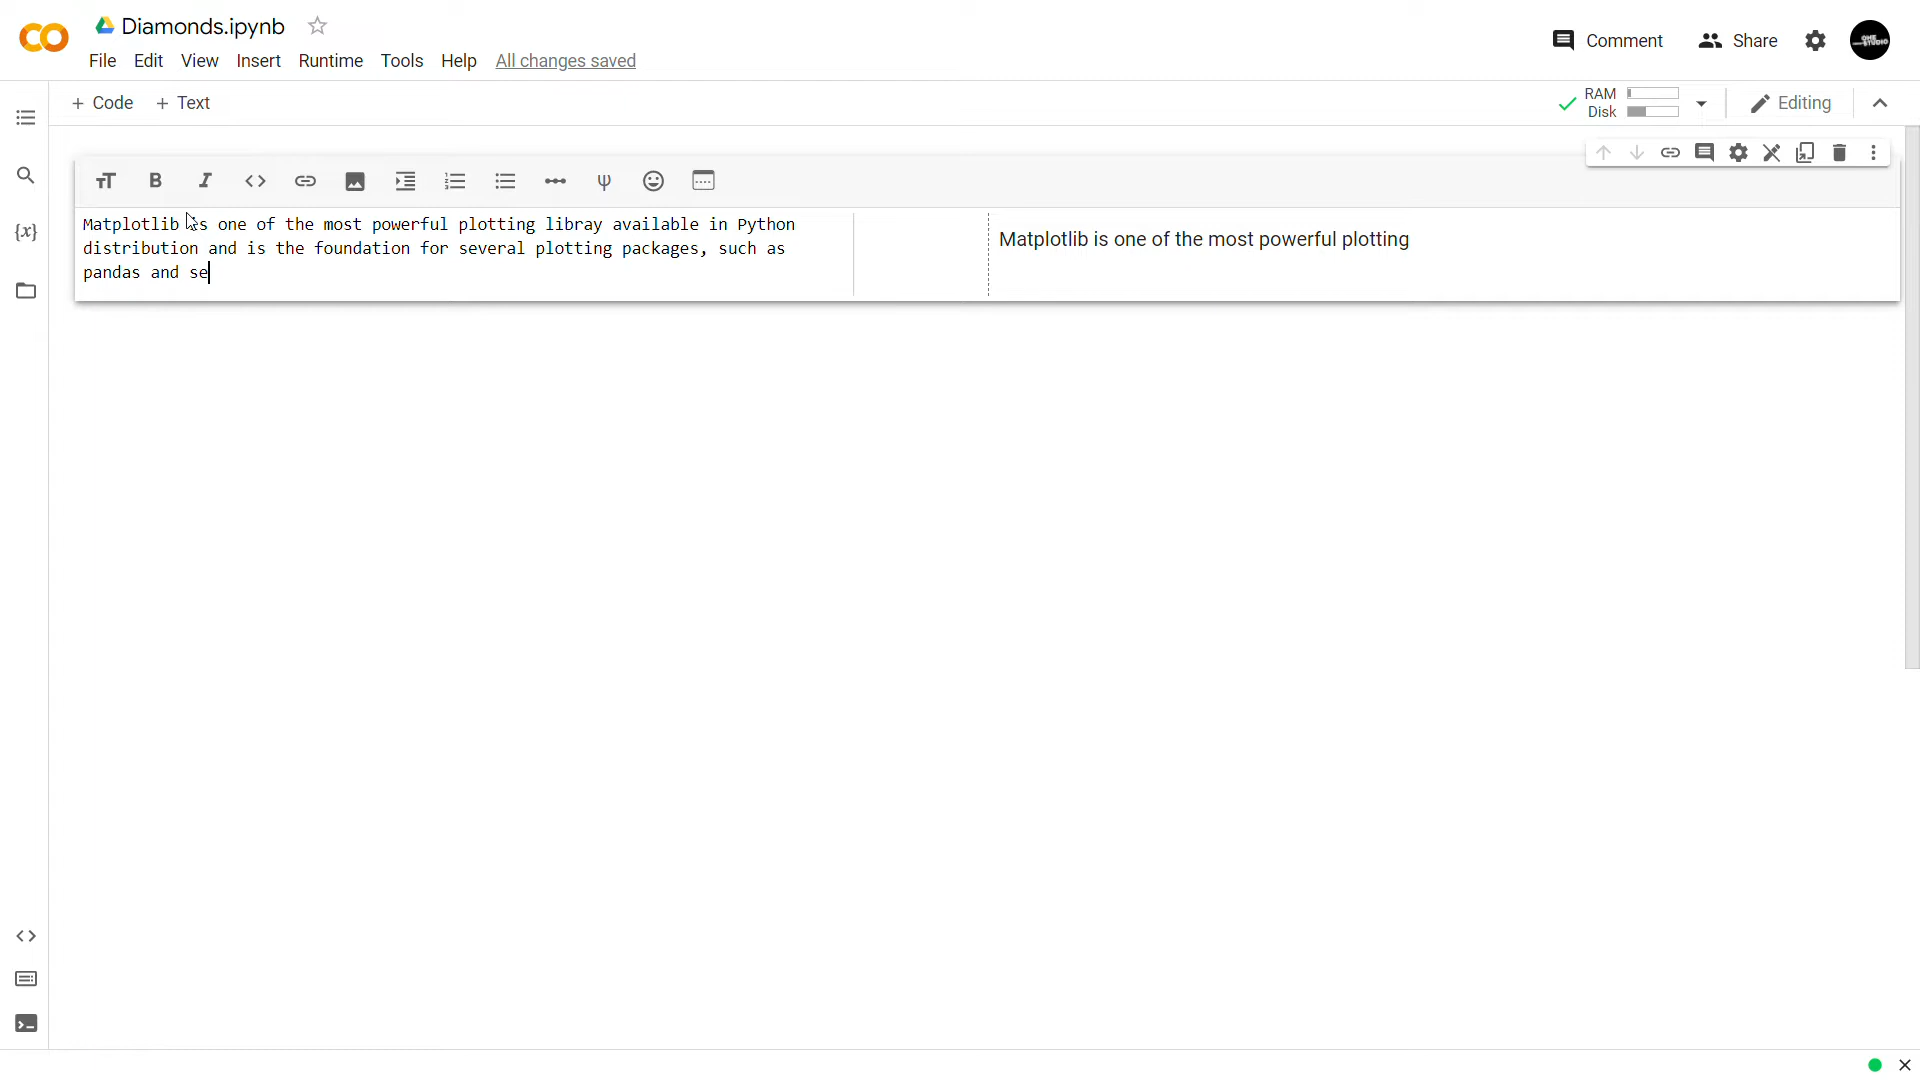 Diamonds.ipynb
File Edit View Insert Runtime Tools Help All changes saved
Comment Share
+ Code + Text
RAM
Disk
Editing
Matplotlib is one of the most powerful plotting libray available in Python
distribution and is the foundation for several plotting packages, such as
pandas and se
Matplotlib is one of the most powerful plotting